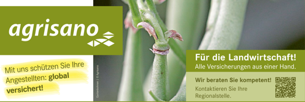 agrisano
Mit uns schützen Sie Ihre
Angestellten: global
versichert!
Für die Landwirtschaft!
Alle Versicherungen aus einer Hand.
Wir beraten Sie kompetent!
Kontaktieren Sie Ihre
Regionalstelle.